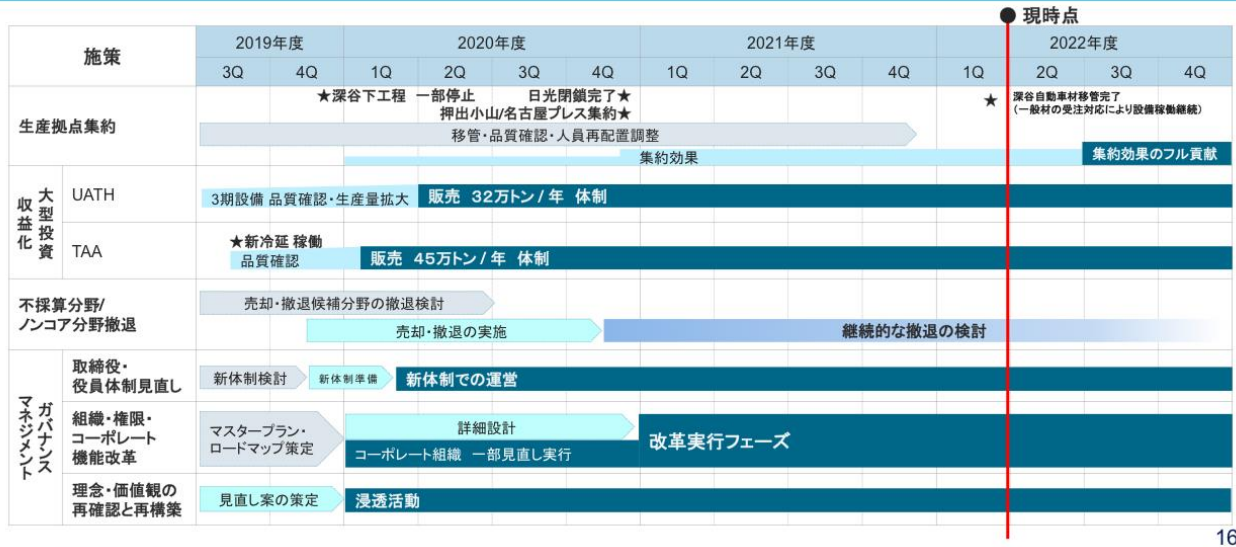 ● 現時点
施策
2019年度 2020年度 2021年度 2022年度
3Q 4Q 1Q 2Q 3Q 4Q 1Q 2Q 3Q 4Q 1Q 2Q 3Q 4Q
生産拠点集約
★深谷下工程 一部停止 日光閉鎖完了★
押出小山/名古屋プレス集約★
★ 深谷自動車材移管完了
(一般材の受注対応により設備稼働継続)
移管・品質確認・人員再配置調整
集約効果
集約効果のフル貢献
大型投資
収益化
UATH
3期設備 品質確認・生産量拡大
販売 32万トン / 年 体制
TAA
★新冷延 稼働
品質確認
販売 45万トン / 年 体制
不採算分野/
ノンコア分野撤退
売却・撤退候補分野の撤退検討
売却・撤退の実施
継続的な撤退の検討
ガバナンス
マネジメント
取締役・
役員体制見直し
新体制検討
新体制準備
新体制での運営
組織・権限・
コーポレート
機能改革
マスタープラン・
ロードマップ策定
詳細設計
コーポレート組織 一部見直し実行
改革実行フェーズ
理念・価値観の
再確認と再構築
見直し案の策定
浸透活動
16